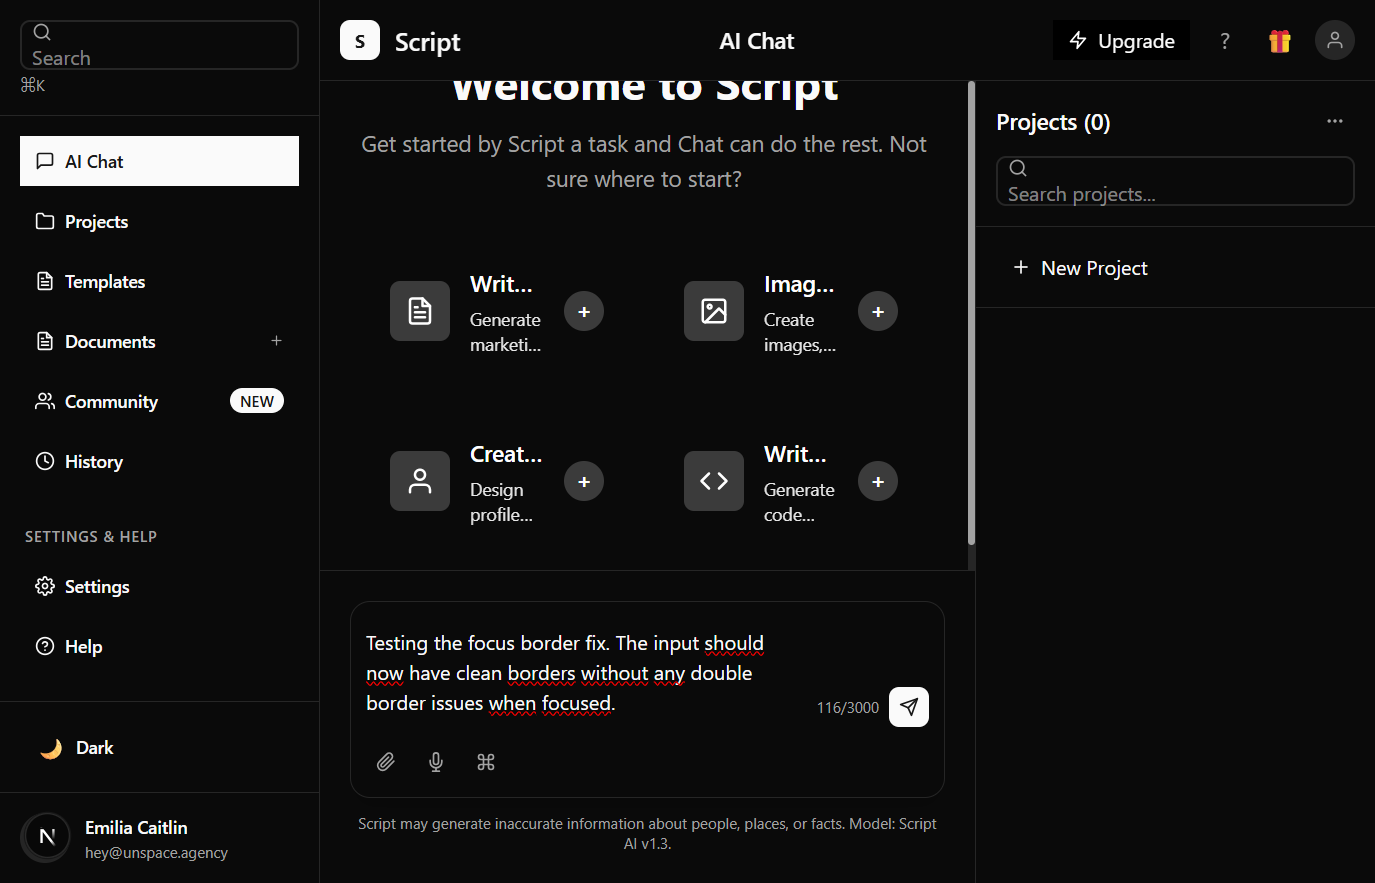 Search
⌘K
AI Chat
Projects
Templates
Documents
Community
NEW
History
SETTINGS & HELP
Settings
Help
Dark
N
Emilia Caitlin
hey@unspace.agency
S
Script
AI Chat
Upgrade
?
Welcome to Script
Get started by Script a task and Chat can do the rest. Not
sure where to start?
Writ...
Generate
marketi...
Imag...
Create
images,...
Creat...
Design
profile...
Writ...
Generate
code...
Testing the focus border fix. The input should
now have clean borders without any double
border issues when focused.
116/3000
Script may generate inaccurate information about people, places, or facts. Model: Script
AI v1.3.
Projects (0)
Search projects...
New Project